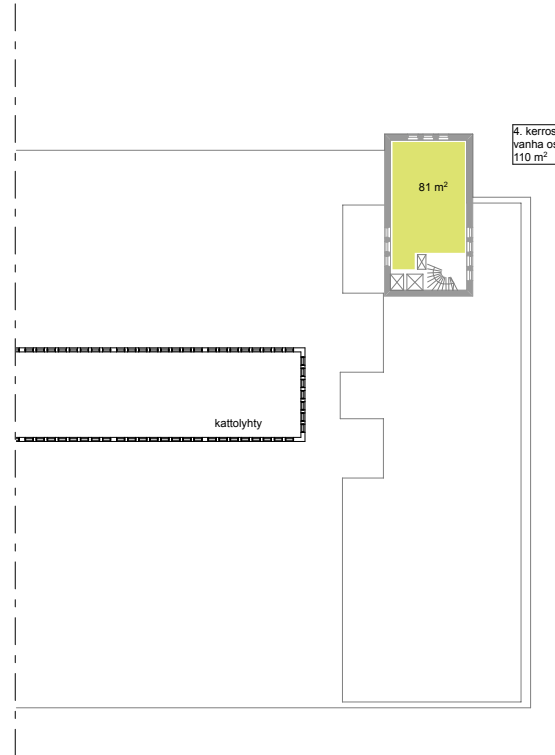 4. kerros
vanha os
110 m²
81 m²
kattolyhty